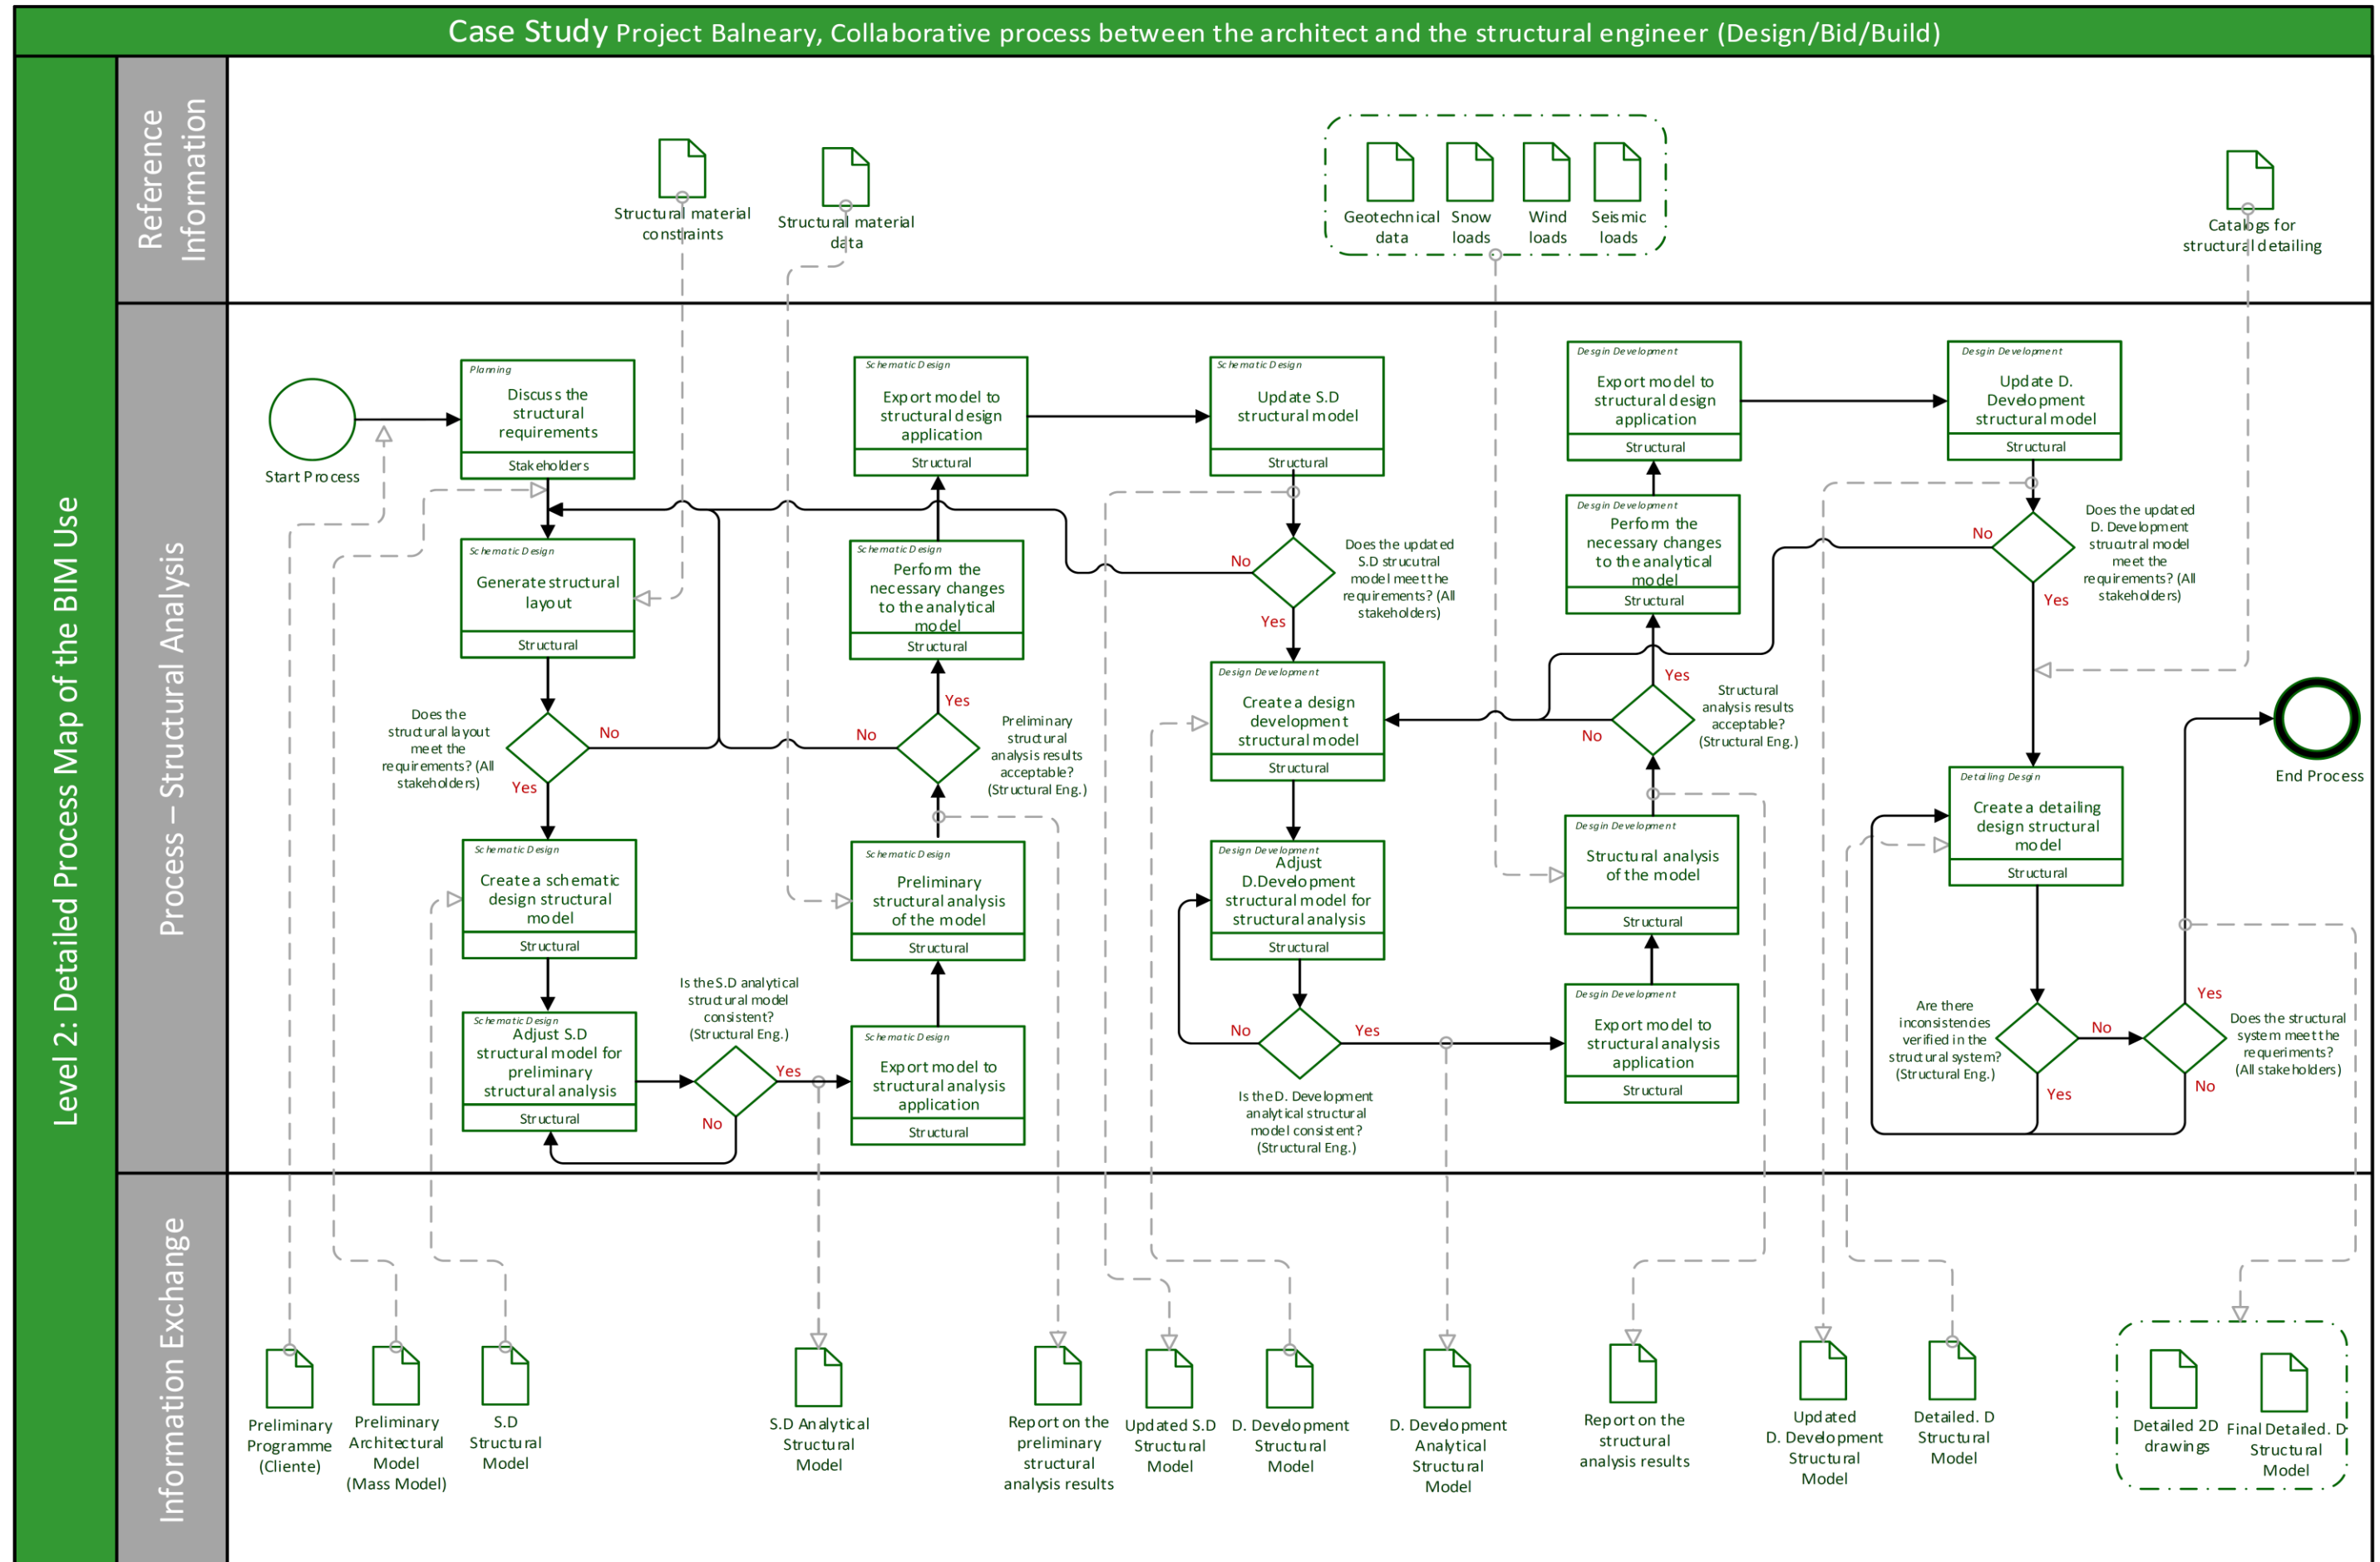 Case Study Project Balneary, Collaborative process between the architect and the structural engineer (Design/Bid/Build)
Level 2: Detailed Process Map of the BIM Use
Reference
Information
Structural material
constraints
Structural material
data
Geotechnical
data
Snow
loads
Wind
loads
Seismic
loads
Catalogs for
structural detailing
Process – Structural Analysis
Start Process
Planning
Discuss the
structural
requirements
Stakeholders
Schematic Design
Generate structural
layout
Structural
Does the
structural layout
meet the
requirements? (All
stakeholders)
No
Yes
Schematic Design
Create a schematic
design structural
model
Structural
Schematic Design
Adjust S.D
structural model for
preliminary
structural analysis
Structural
Is the S.D analytical
structural model
consistent?
(Structural Eng.)
Yes
No
Schematic Design
Export model to
structural analysis
application
Structural
Schematic Design
Preliminary
structural analysis
of the model
Structural
Preliminary
structural
analysis results
acceptable?
(Structural Eng.)
No
Yes
Schematic Design
Perform the
necessary changes
to the analytical
model
Structural
Schematic Design
Export model to
structural design
application
Structural
Schematic Design
Update S.D
structural model
Structural
Does the updated
S.D strucutral
model meet the
requirements? (All
stakeholders)
No
Yes
Design Development
Create a design
development
structural model
Structural
Design Development
Adjust
D.Development
structural model for
structural analysis
Structural
No
Yes
Is the D. Development
analytical structural
model consistent?
(Structural Eng.)
Desgin Development
Export model to
structural analysis
application
Structural
Desgin Development
Structural analysis
of the model
Structural
Structural
analysis results
acceptable?
(Structural Eng.)
Yes
No
Desgin Development
Perform the
necessary changes
to the analytical
model
Structural
Desgin Development
Export model to
structural design
application
Structural
Desgin Development
Update D.
Development
structural model
Structural
Does the updated
D. Development
strucutral model
meet the
requirements? (All
stakeholders)
No
Yes
Detailing Desgin
Create a detailing
design structural
model
Structural
Are there
inconsistencies
verified in the
structural system?
(Structural Eng.)
No
Yes
Does the structural
system meet the
requeriments?
(All stakeholders)
Yes
No
End Process
Information Exchange
Preliminary
Programme
(Cliente)
Preliminary
Architectural
Model
(Mass Model)
S.D
Structural
Model
S.D Analytical
Structural
Model
Report on the
preliminary
structural
analysis results
Updated S.D
Structural
Model
D. Development
Structural
Model
D. Development
Analytical
Structural
Model
Report on the
structural
analysis results
Updated
D. Development
Structural
Model
Detailed. D
Structural
Model
Detailed 2D
drawings
Final Detailed. D
Structural
Model